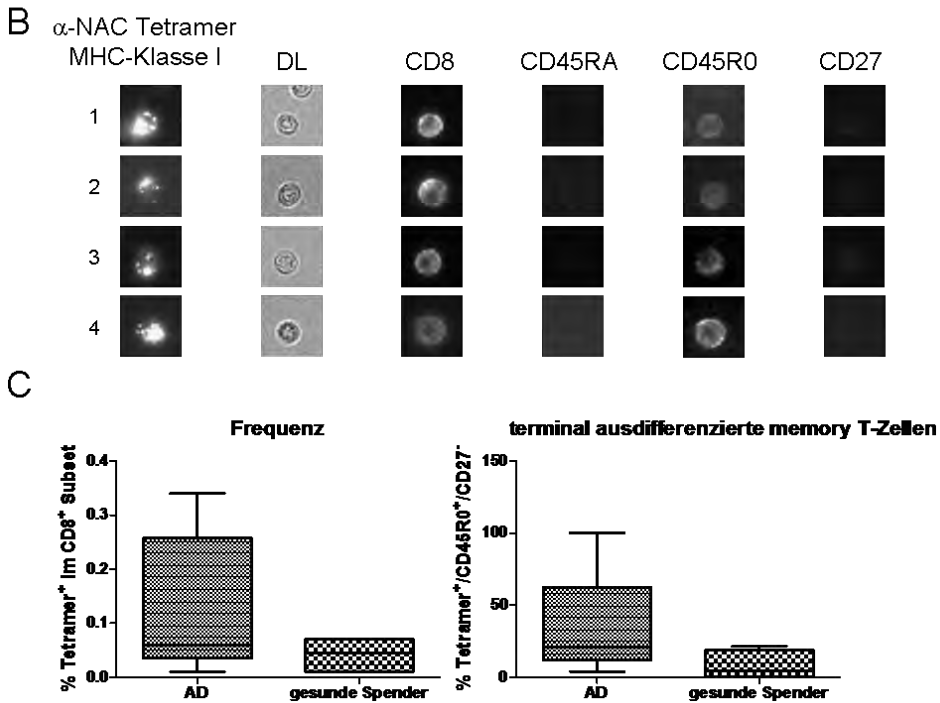 B
α-NAC Tetramer
MHC-Klasse I
DL
CD8
CD45RA
CD45R0
CD27
1
2
3
4
C
Frequenz
% Tetramer⁺ im CD8⁺ Subset
0.4
0.3
0.2
0.1
0.0
AD
gesunde Spender
terminal ausdifferenzierte memory T-Zellen
% Tetramer⁺/CD45R0⁺/CD27⁻
150
100
50
0
AD
gesunde Spender